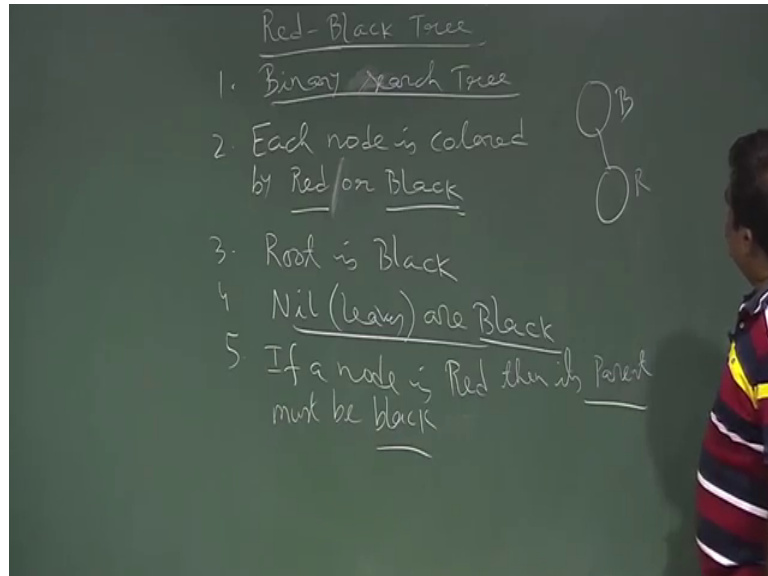 Red-Black Tree
1. Binary Search Tree
2. Each node is colored
by Red/or Black
3. Root is Black
4 Nil (leaves) are Black
5. If a node is Red then its Parent
must be black
B
R